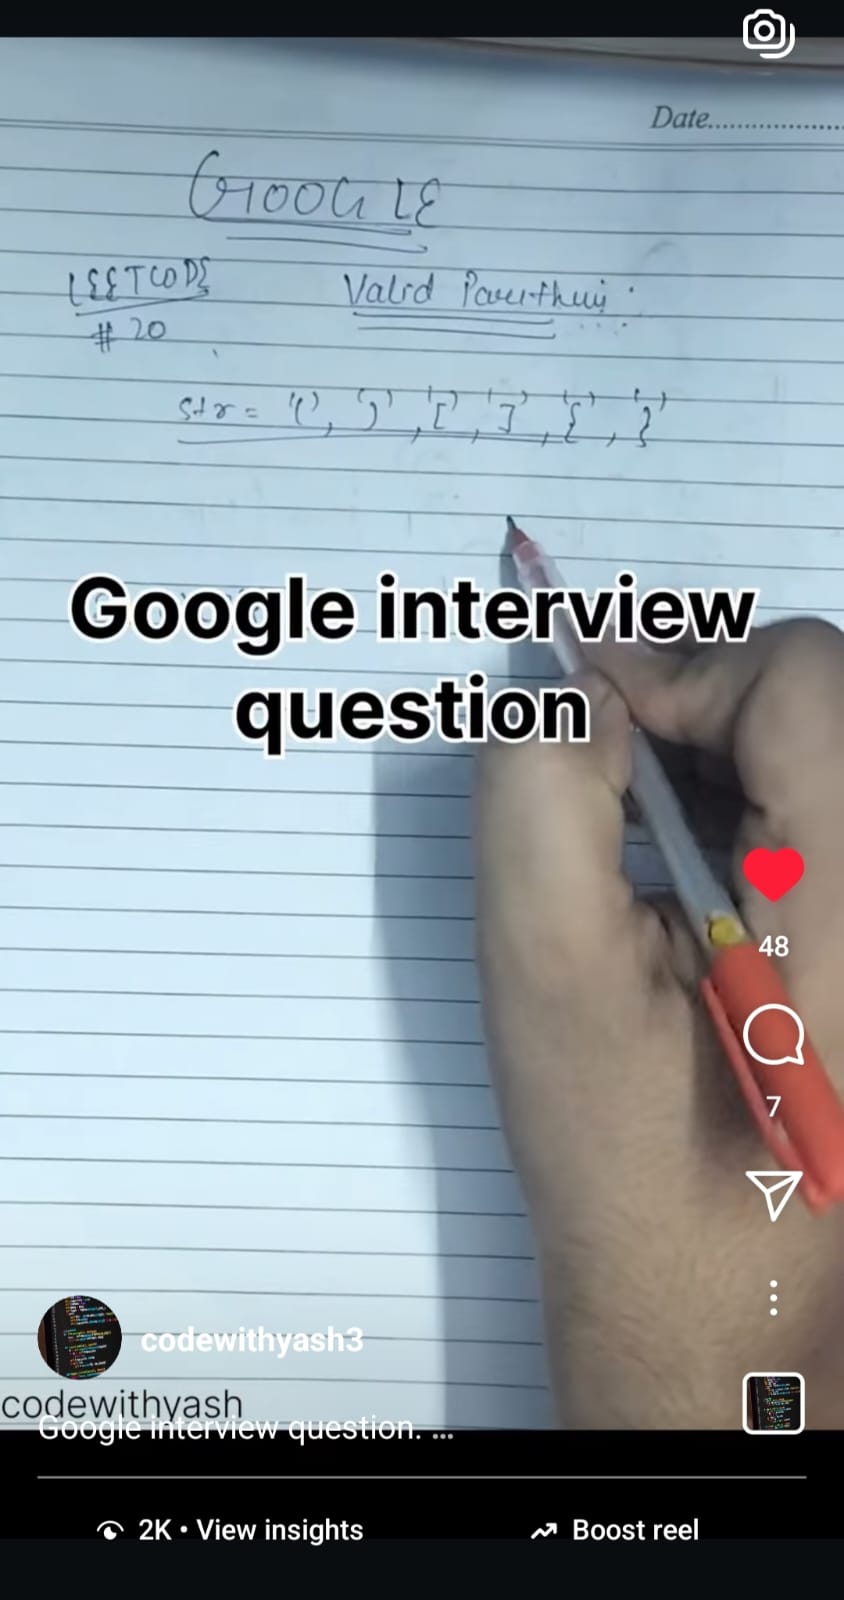 Date....................
GOOGLE
LEETCODE
Valid
#20
str = '(', ')', '[', ']', '{', '}'
Google interview
question
48
7
codewithyash3
codewithyash
Google interview question. ...
2K • View insights
Boost reel